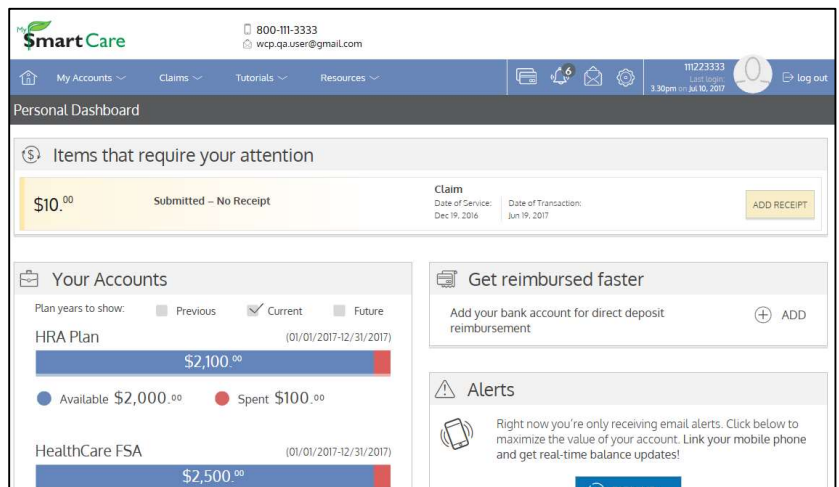 My SmartCare
800-111-3333
wcp.qa.user@gmail.com
My Accounts
Claims
Tutorials
Resources
6
111223333
Last login:
3.30pm on Jul 10, 2017
log out
Personal Dashboard
Items that require your attention
$10.00
Submitted – No Receipt
Claim
Date of Service:
Dec 19, 2016
Date of Transaction:
Jun 19, 2017
ADD RECEIPT
Your Accounts
Plan years to show:
Previous
Current
Future
HRA Plan
(01/01/2017-12/31/2017)
$2,100.00
Available $2,000.00
Spent $100.00
HealthCare FSA
(01/01/2017-12/31/2017)
$2,500.00
Get reimbursed faster
Add your bank account for direct deposit
reimbursement
ADD
Alerts
Right now you're only receiving email alerts. Click below to
maximize the value of your account. Link your mobile phone
and get real-time balance updates!